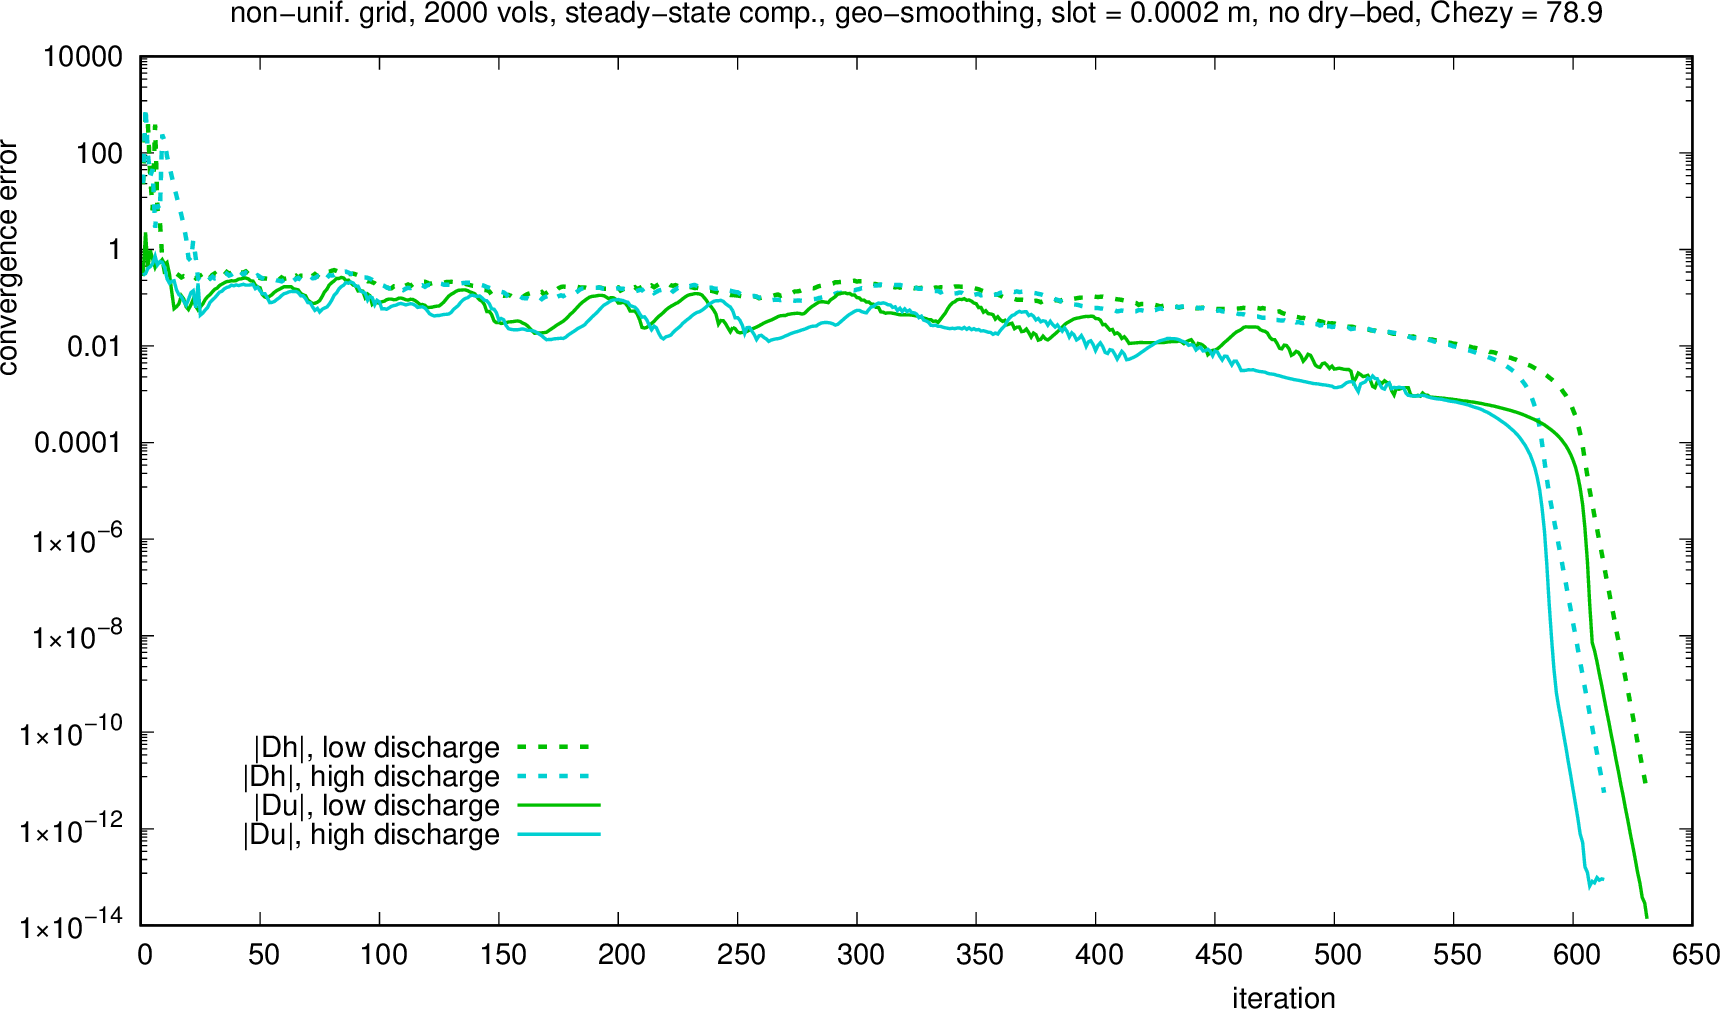 non−unif. grid, 2000 vols, steady−state comp., geo−smoothing, slot = 0.0002 m, no dry−bed, Chezy = 78.9
convergence error
10000
100
1
0.01
0.0001
1×10⁻⁶
1×10⁻⁸
1×10⁻¹⁰
1×10⁻¹²
1×10⁻¹⁴
|Dh|, low discharge
|Dh|, high discharge
|Du|, low discharge
|Du|, high discharge
0 50 100 150 200 250 300 350 400 450 500 550 600 650
iteration